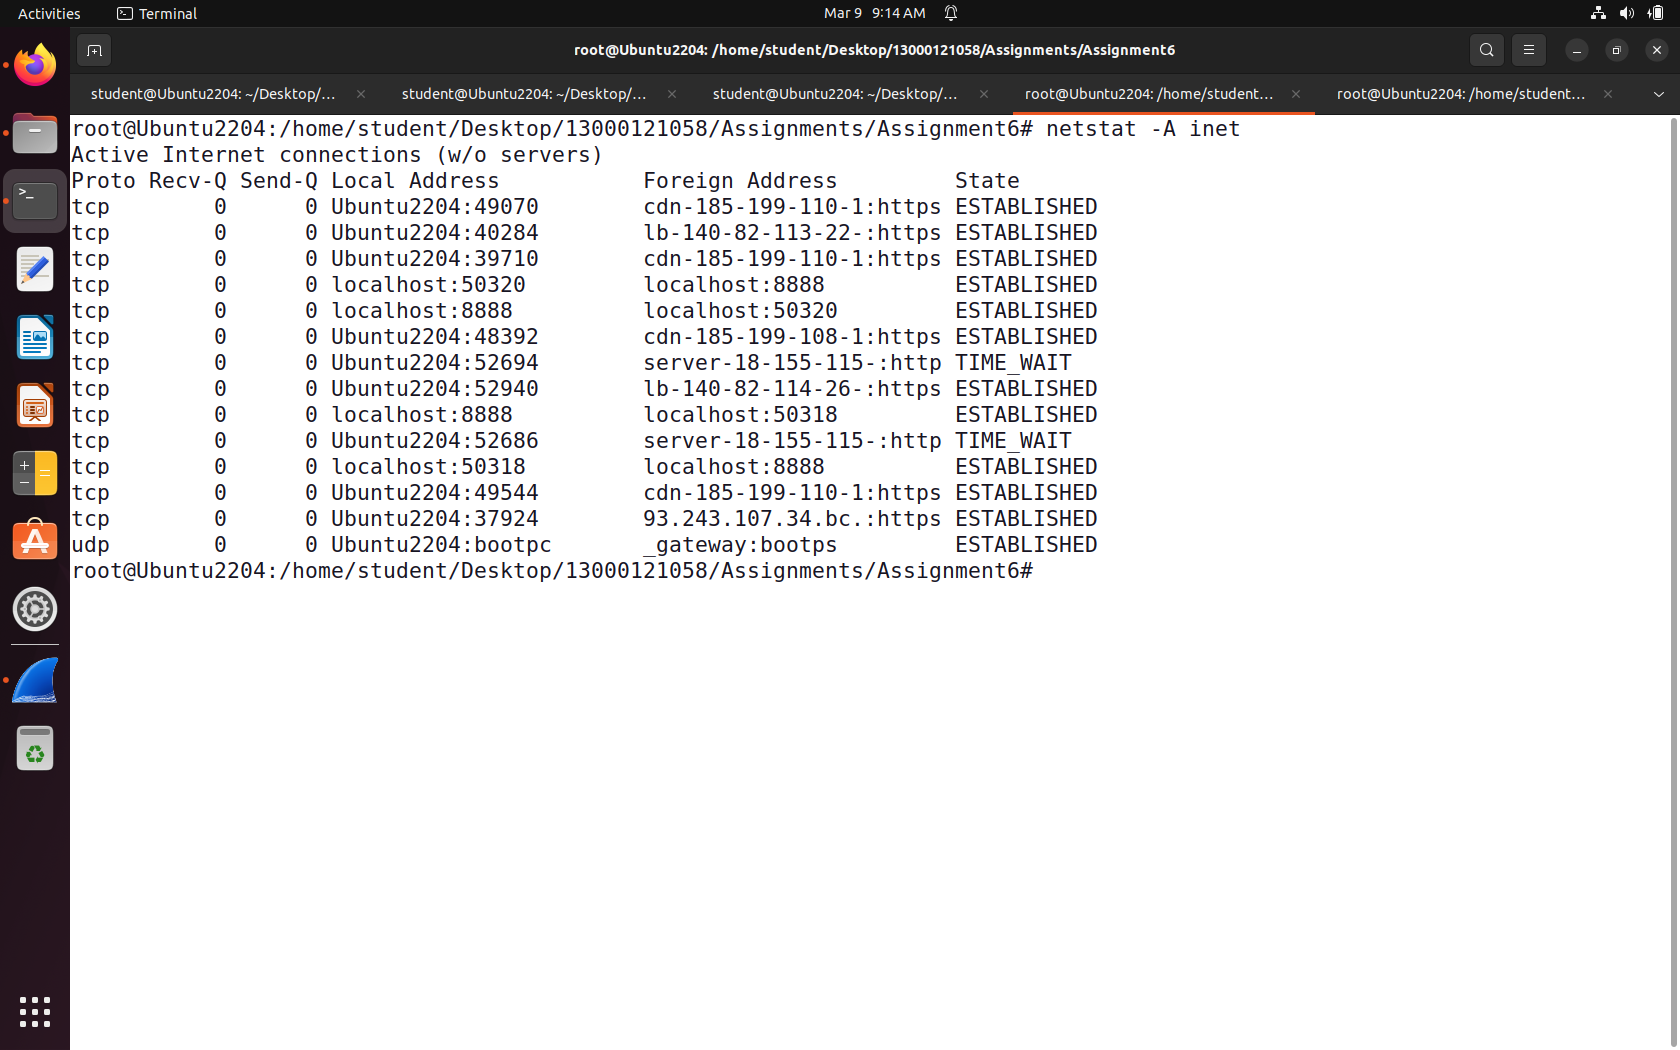 Activities Terminal Mar 9 9:14 AM
root@Ubuntu2204: /home/student/Desktop/13000121058/Assignments/Assignment6
student@Ubuntu2204: ~/Desktop/... student@Ubuntu2204: ~/Desktop/... student@Ubuntu2204: ~/Desktop/... root@Ubuntu2204: /home/student... root@Ubuntu2204: /home/student...
root@Ubuntu2204:/home/student/Desktop/13000121058/Assignments/Assignment6# netstat -A inet
Active Internet connections (w/o servers)
Proto Recv-Q Send-Q Local Address Foreign Address State
tcp 0 0 Ubuntu2204:49070 cdn-185-199-110-1:https ESTABLISHED
tcp 0 0 Ubuntu2204:40284 lb-140-82-113-22-:https ESTABLISHED
tcp 0 0 Ubuntu2204:39710 cdn-185-199-110-1:https ESTABLISHED
tcp 0 0 localhost:50320 localhost:8888 ESTABLISHED
tcp 0 0 localhost:8888 localhost:50320 ESTABLISHED
tcp 0 0 Ubuntu2204:48392 cdn-185-199-108-1:https ESTABLISHED
tcp 0 0 Ubuntu2204:52694 server-18-155-115-:http TIME_WAIT
tcp 0 0 Ubuntu2204:52940 lb-140-82-114-26-:https ESTABLISHED
tcp 0 0 localhost:8888 localhost:50318 ESTABLISHED
tcp 0 0 Ubuntu2204:52686 server-18-155-115-:http TIME_WAIT
tcp 0 0 localhost:50318 localhost:8888 ESTABLISHED
tcp 0 0 Ubuntu2204:49544 cdn-185-199-110-1:https ESTABLISHED
tcp 0 0 Ubuntu2204:37924 93.243.107.34.bc.:https ESTABLISHED
udp 0 0 Ubuntu2204:bootpc _gateway:bootps ESTABLISHED
root@Ubuntu2204:/home/student/Desktop/13000121058/Assignments/Assignment6#